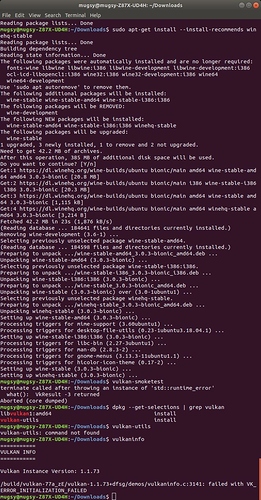 mugsy@mugsy-Z87X-UD4H: ~/Downloads
File Edit View Search Terminal Help
Reading package lists... Done
mugsy@mugsy-Z87X-UD4H:~/Downloads$ sudo apt-get install --install-recommends win
ehq-stable
Reading package lists... Done
Building dependency tree
Reading state information... Done
The following packages were automatically installed and are no longer required:
fonts-wine libwine libwine:i386 libwine-development libwine-development:i386
ocl-icd-libopencl1:i386 wine32:i386 wine32-development:i386 wine64
wine64-development
Use 'sudo apt autoremove' to remove them.
The following additional packages will be installed:
wine-stable wine-stable-amd64 wine-stable-i386:i386
The following packages will be REMOVED:
wine-development
The following NEW packages will be installed:
wine-stable-amd64 wine-stable-i386:i386 winehq-stable
The following packages will be upgraded:
wine-stable
1 upgraded, 3 newly installed, 1 to remove and 2 not upgraded.
Need to get 42.2 MB of archives.
After this operation, 385 MB of additional disk space will be used.
Do you want to continue? [Y/n]
Get:1 https://dl.winehq.org/wine-builds/ubuntu bionic/main amd64 wine-stable-amd
64 amd64 3.0.3~bionic [20.8 MB]
Get:2 https://dl.winehq.org/wine-builds/ubuntu bionic/main i386 wine-stable-i386
i386 3.0.3~bionic [20.3 MB]
Get:3 https://dl.winehq.org/wine-builds/ubuntu bionic/main amd64 wine-stable amd
64 3.0.3~bionic [1,115 kB]
Get:4 https://dl.winehq.org/wine-builds/ubuntu bionic/main amd64 winehq-stable a
md64 3.0.3~bionic [3,214 B]
Fetched 42.2 MB in 23s (1,876 kB/s)
(Reading database ... 184641 files and directories currently installed.)
Removing wine-development (3.6-1) ...
(Reading database ... 184590 files and directories currently installed.)
Preparing to unpack .../wine-stable-amd64_3.0.3~bionic_amd64.deb ...
Unpacking wine-stable-amd64 (3.0.3~bionic) ...
Selecting previously unselected package wine-stable-i386:i386.
Preparing to unpack .../wine-stable-i386_3.0.3~bionic_i386.deb ...
Unpacking wine-stable-i386:i386 (3.0.3~bionic) ...
Preparing to unpack .../wine-stable_3.0.3~bionic_amd64.deb ...
Unpacking wine-stable (3.0.3~bionic) over (3.0-1ubuntu1) ...
Selecting previously unselected package winehq-stable.
Preparing to unpack .../winehq-stable_3.0.3~bionic_amd64.deb ...
Unpacking winehq-stable (3.0.3~bionic) ...
Setting up wine-stable-amd64 (3.0.3~bionic) ...
Processing triggers for mime-support (3.60ubuntu1) ...
Processing triggers for desktop-file-utils (0.23-1ubuntu3.18.04.1) ...
Setting up wine-stable-i386:i386 (3.0.3~bionic) ...
Processing triggers for libc-bin (2.27-3ubuntu1) ...
Processing triggers for man-db (2.8.3-2) ...
Processing triggers for gnome-menus (3.13.3-11ubuntu1.1) ...
Processing triggers for hicolor-icon-theme (0.17-2) ...
Setting up wine-stable (3.0.3~bionic) ...
Setting up winehq-stable (3.0.3~bionic) ...
mugsy@mugsy-Z87X-UD4H:~/Downloads$ vulkan-smoketest
terminate called after throwing an instance of 'std::runtime_error'
what(): VkResult -3 returned
Aborted (core dumped)
mugsy@mugsy-Z87X-UD4H:~/Downloads$ dpkg --get-selections | grep vulkan
libvulkan1:amd64 install
vulkan-utils install
mugsy@mugsy-Z87X-UD4H:~/Downloads$ vulkan-utils
vulkan-utils: command not found
mugsy@mugsy-Z87X-UD4H:~/Downloads$ vulkaninfo
===========
VULKAN INFO
===========
Vulkan Instance Version: 1.1.73
/build/vulkan-77a_zt/vulkan-1.1.73+dfsg/demos/vulkaninfo.c:3141: failed with VK_
ERROR_INITIALIZATION_FAILED
mugsy@mugsy-Z87X-UD4H:~/Downloads$